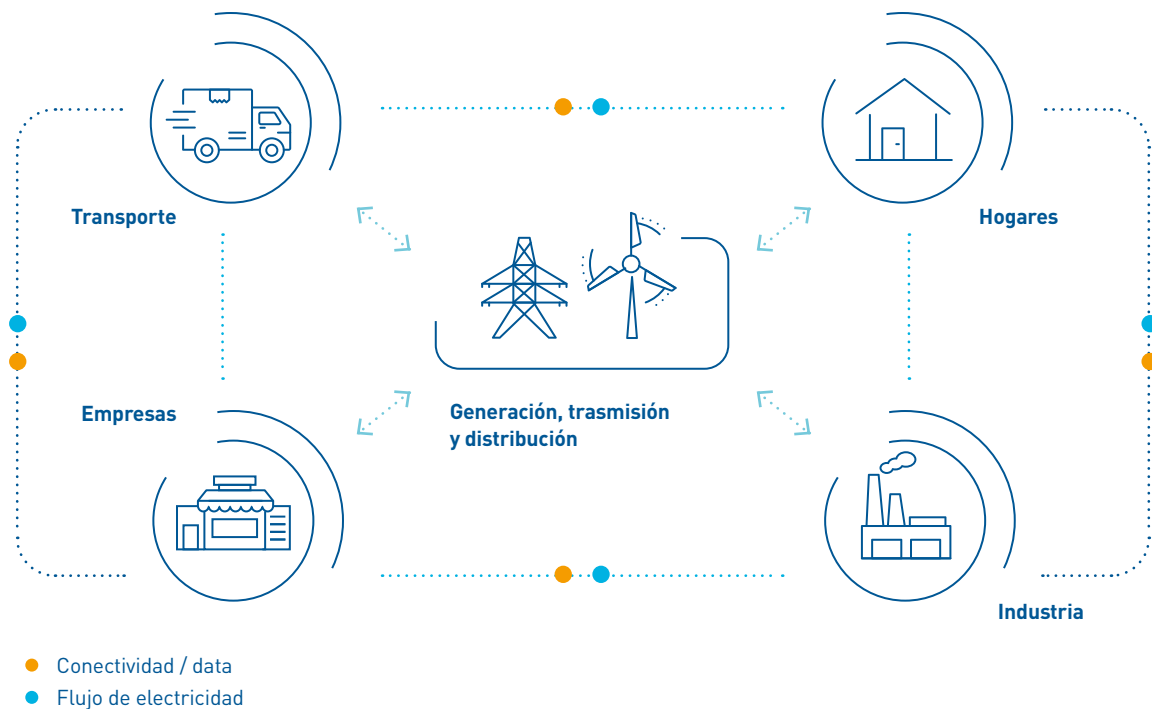 Transporte
Hogares
Empresas
Generación, trasmisión
y distribución
Industria
Conectividad / data
Flujo de electricidad